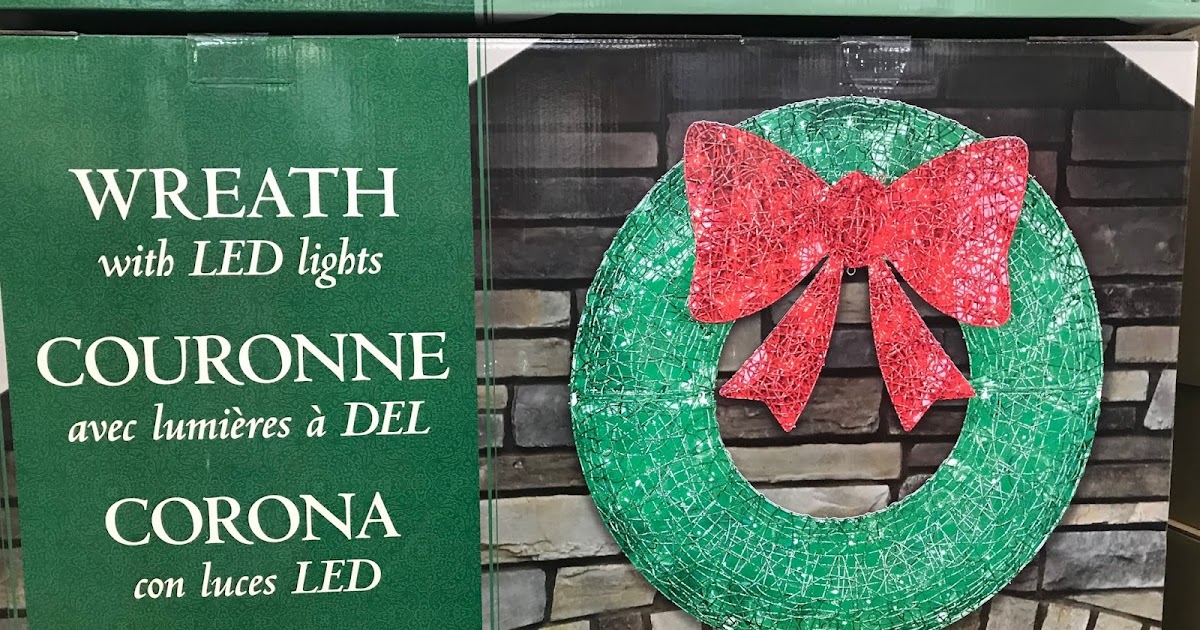 WREATH
with LED lights
COURONNE
avec lumières à DEL
CORONA
con luces LED